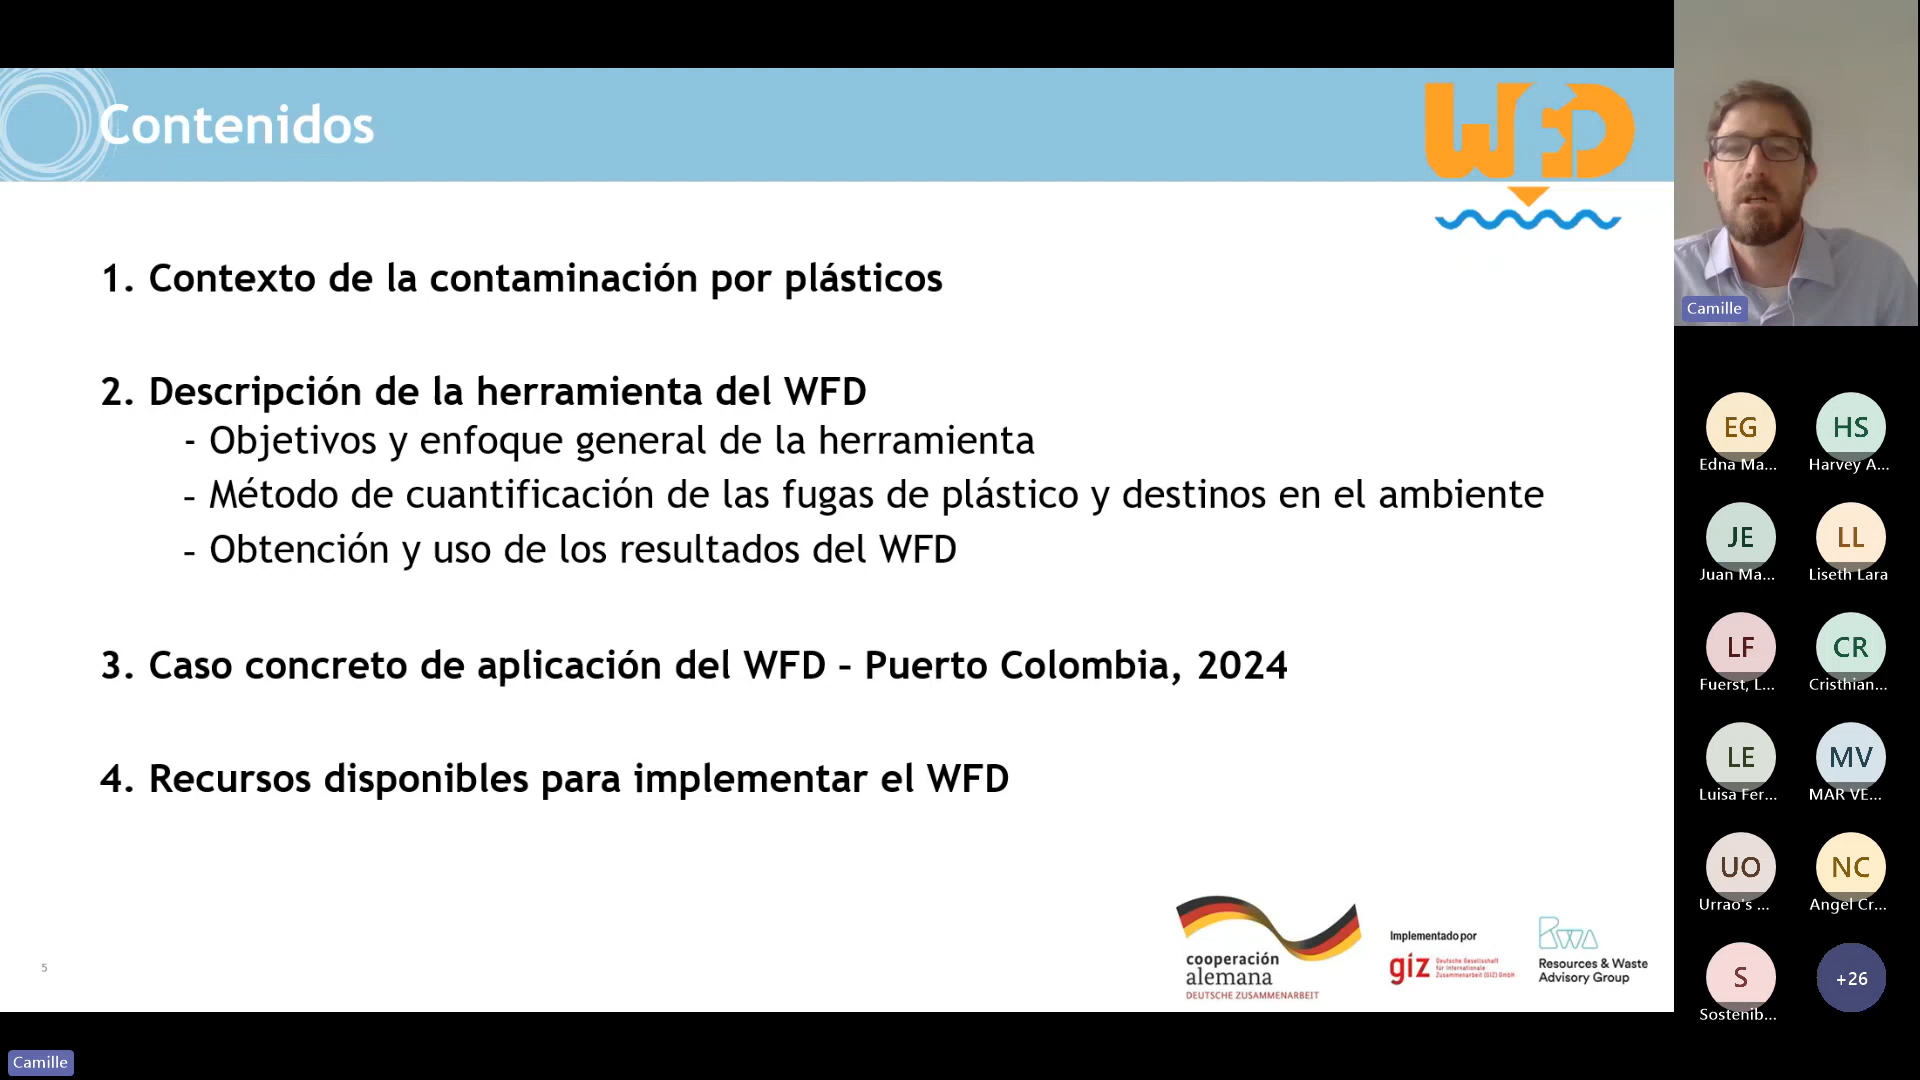 Contenidos
WFD
1. Contexto de la contaminación por plásticos
2. Descripción de la herramienta del WFD
- Objetivos y enfoque general de la herramienta
- Método de cuantificación de las fugas de plástico y destinos en el ambiente
- Obtención y uso de los resultados del WFD
3. Caso concreto de aplicación del WFD – Puerto Colombia, 2024
4. Recursos disponibles para implementar el WFD
5
cooperación
alemana
DEUTSCHE ZUSAMMENARBEIT
Implementado por
giz
Deutsche Gesellschaft
für Internationale
Zusammenarbeit (GIZ) GmbH
RWA
Resources & Waste
Advisory Group
Camille
EG
Edna Ma...
HS
Harvey A...
JE
Juan Ma...
LL
Liseth Lara
LF
Fuerst, L...
CR
Cristhian...
LE
Luisa Fer...
MV
MAR VE...
UO
Urrao's ...
NC
Angel Cr...
S
Sostenib...
+26
Camille